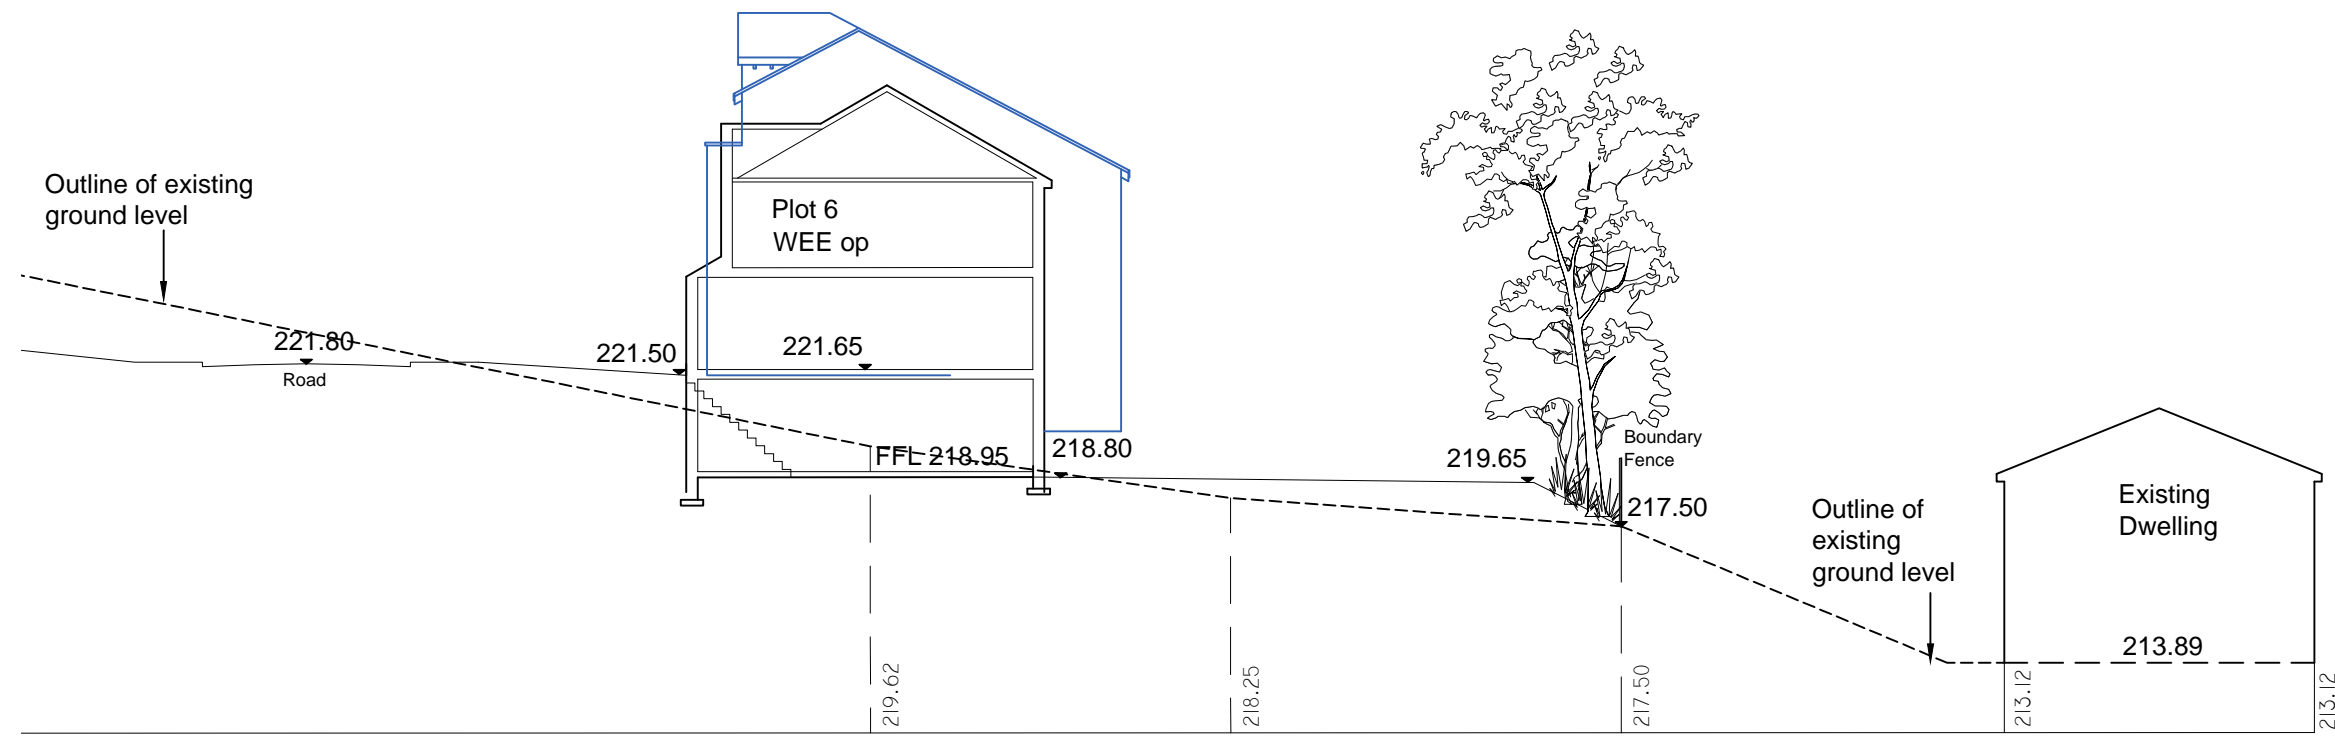 Outline of existing
ground level
221.80
Road
221.50
Plot 6
WEE op
221.65
FFL 218.95
218.80
219.65
Boundary
Fence
217.50
Outline of
existing
ground level
Existing
Dwelling
213.89
219.62
218.25
217.50
213.12
213.12